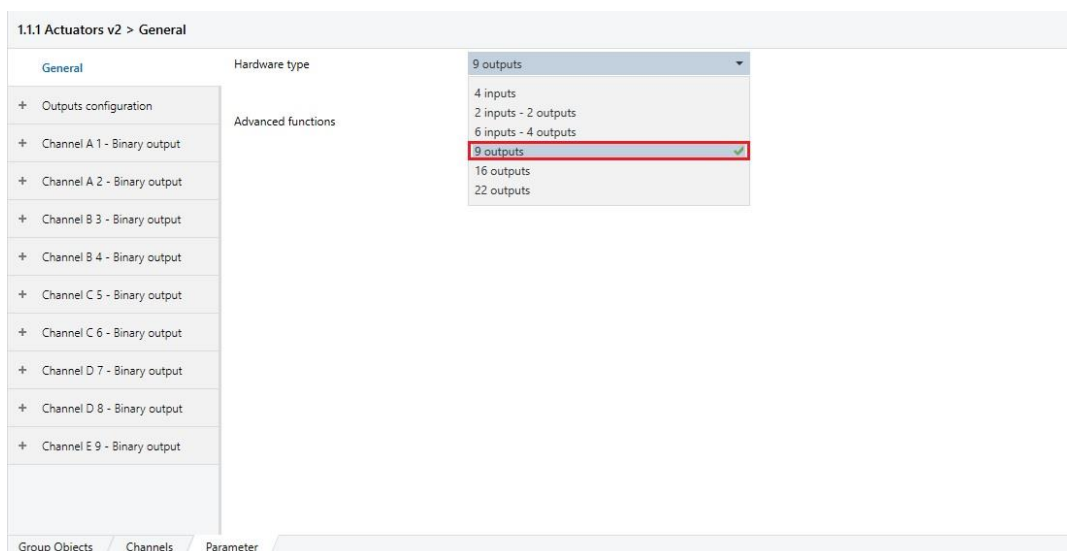 1.1.1 Actuators v2 > General
General
Hardware type
9 outputs
4 inputs
2 inputs - 2 outputs
6 inputs - 4 outputs
9 outputs
16 outputs
22 outputs
Advanced functions
+ Outputs configuration
+ Channel A 1 - Binary output
+ Channel A 2 - Binary output
+ Channel B 3 - Binary output
+ Channel B 4 - Binary output
+ Channel C 5 - Binary output
+ Channel C 6 - Binary output
+ Channel D 7 - Binary output
+ Channel D 8 - Binary output
+ Channel E 9 - Binary output
Group Objects / Channels / Parameter